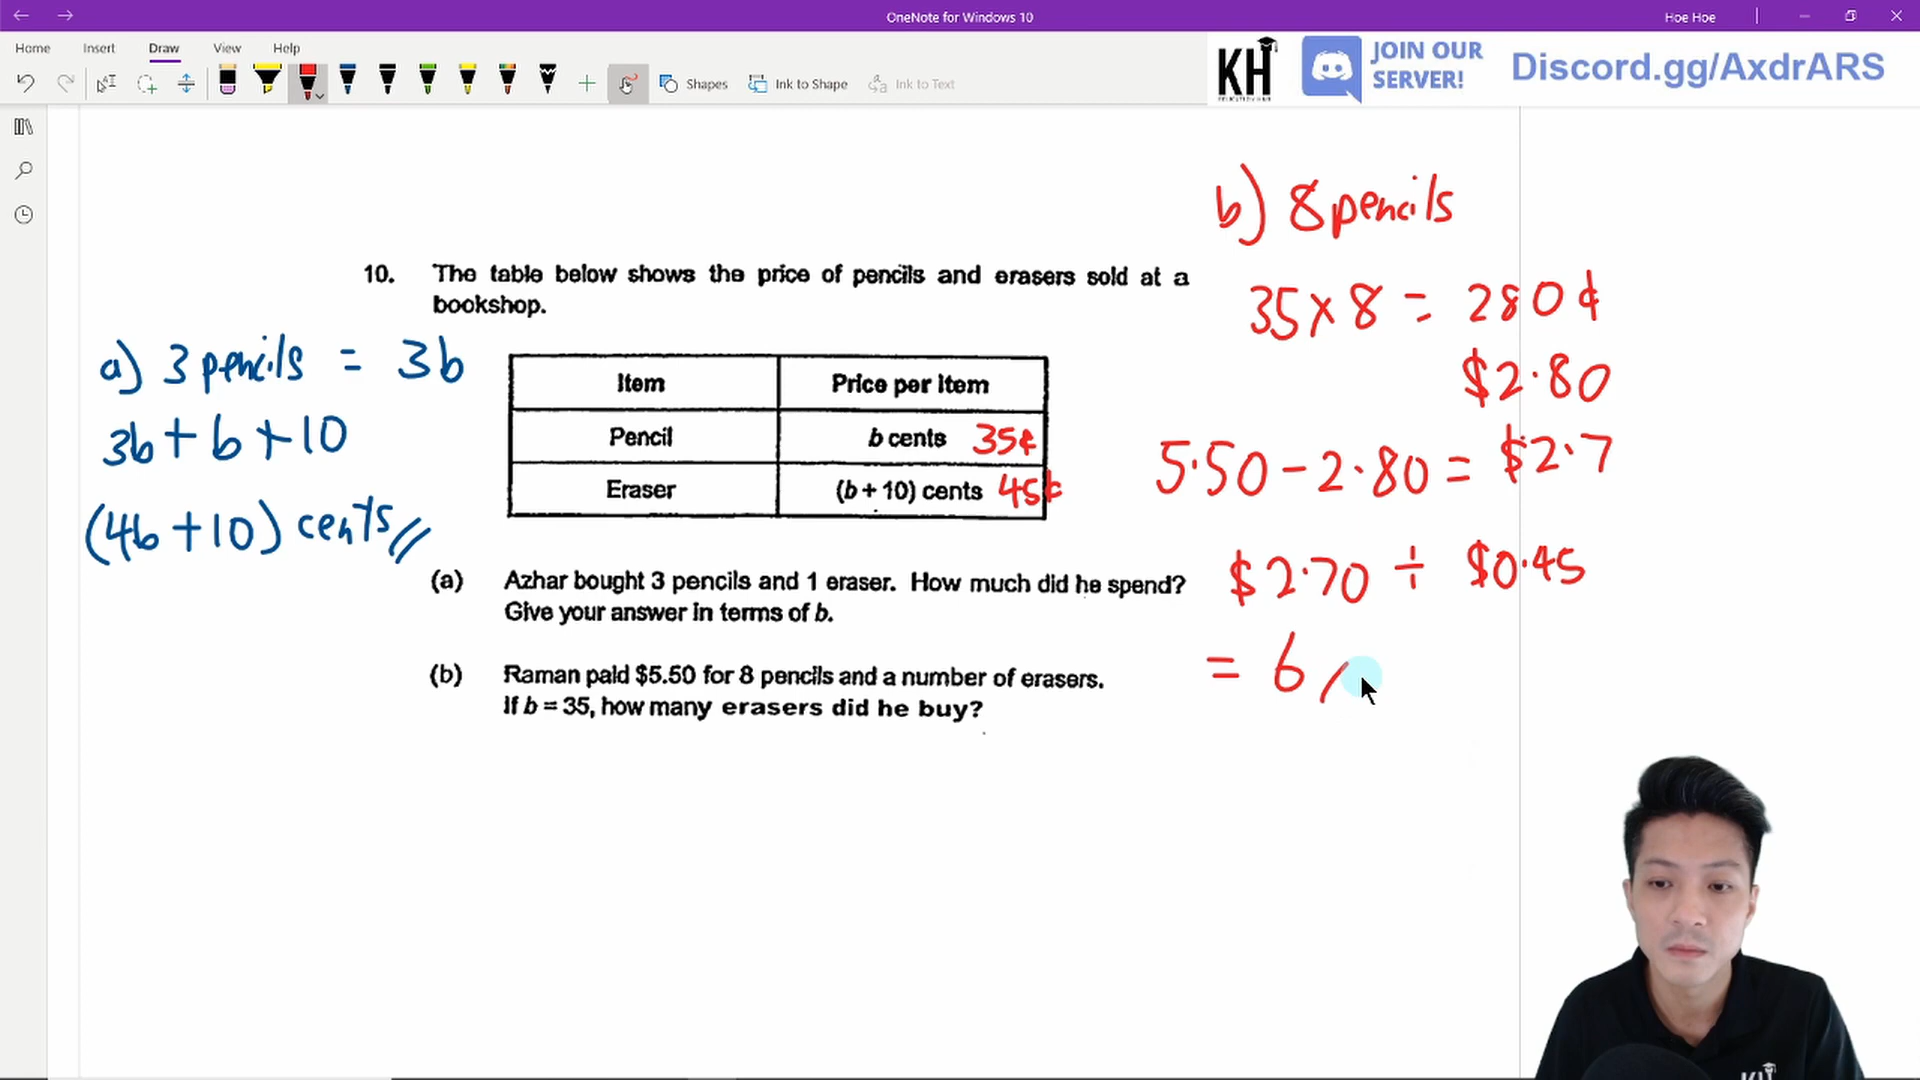 OneNote for Windows 10
Hoe Hoe
Home Insert Draw View Help
Shapes Ink to Shape Ink to Text
KH
JOIN OUR
SERVER!
Discord.gg/AxdrARS
10. The table below shows the price of pencils and erasers sold at a
bookshop.
Item Price per item
Pencil b cents 35¢
Eraser (b + 10) cents 45¢
(a) Azhar bought 3 pencils and 1 eraser. How much did he spend?
Give your answer in terms of b.
(b) Raman paid $5.50 for 8 pencils and a number of erasers.
If b = 35, how many erasers did he buy?
a) 3 pencils = 3b
3b + b + 10
(4b + 10) cents
b) 8 pencils
35 x 8 = 280¢
$2.80
5.50 - 2.80 = $2.7
$2.70 ÷ $0.45
= 6
KH